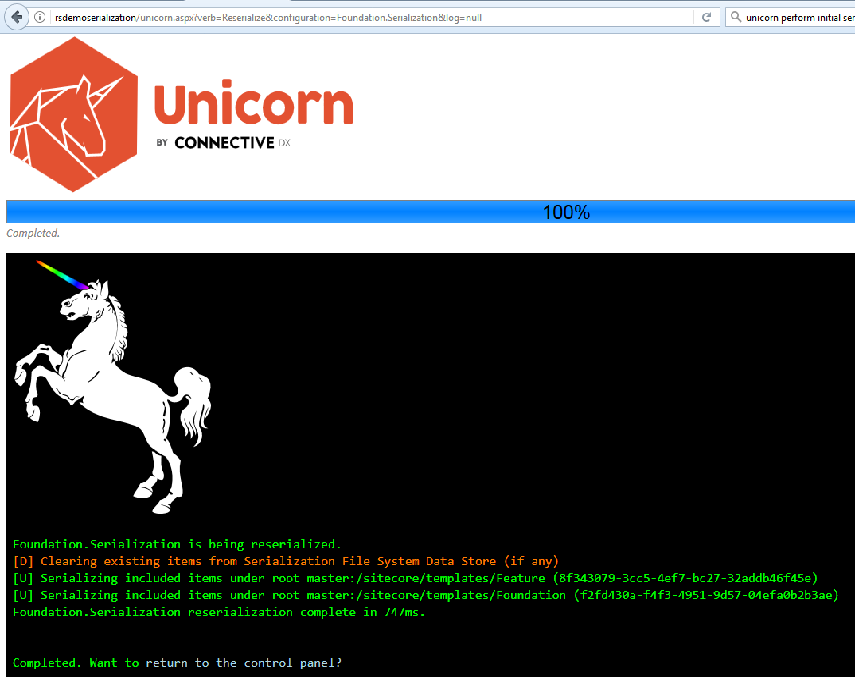 rsdemoserialization/unicorn.aspx?verb=Reserialize&configuration=Foundation.Serialization&log=null
unicorn perform initial ser
Unicorn
BY CONNECTIVE DX
100%
Completed.
Foundation.Serialization is being reserialized.
[D] Clearing existing items from Serialization File System Data Store (if any)
[U] Serializing included items under root master:/sitecore/templates/Feature (8f343079-3cc5-4ef7-bc27-32addb46f45e)
[U] Serializing included items under root master:/sitecore/templates/Foundation (f2fd430a-f4f3-4951-9d57-04efa0b2b3ae)
Foundation.Serialization reserialization complete in 747ms.
Completed. Want to return to the control panel?